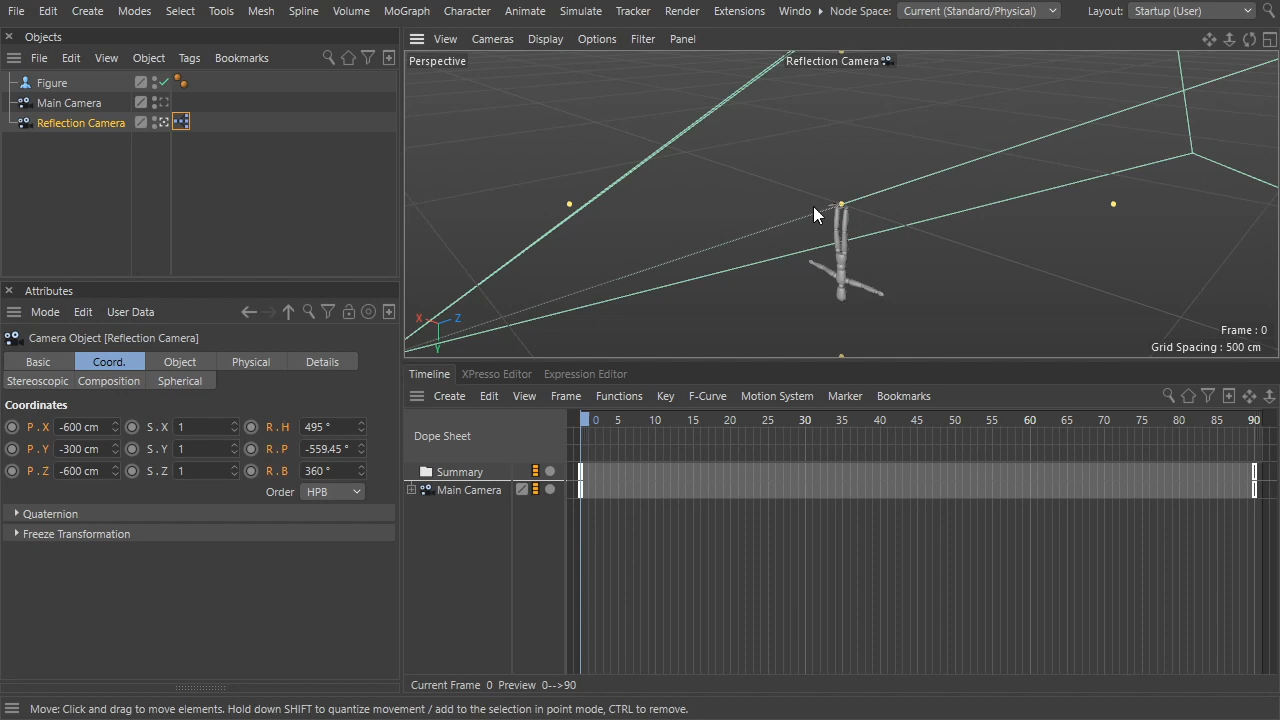 File Edit Create Modes Select Tools Mesh Spline Volume MoGraph Character Animate Simulate Tracker Render Extensions Windo Node Space: Current (Standard/Physical) Layout: Startup (User)
Objects
File Edit View Object Tags Bookmarks
Figure
Main Camera
Reflection Camera
Attributes
Mode Edit User Data
Camera Object [Reflection Camera]
Basic Coord. Object Physical Details
Stereoscopic Composition Spherical
Coordinates
P . X -600 cm S . X 1 R . H 495 °
P . Y -300 cm S . Y 1 R . P -559.45 °
P . Z -600 cm S . Z 1 R . B 360 °
Order HPB
Quaternion
Freeze Transformation
View Cameras Display Options Filter Panel
Perspective Reflection Camera
X Z
Y
Frame : 0
Grid Spacing : 500 cm
Timeline XPresso Editor Expression Editor
Create Edit View Frame Functions Key F-Curve Motion System Marker Bookmarks
0 5 10 15 20 25 30 35 40 45 50 55 60 65 70 75 80 85 90
Dope Sheet
Summary
Main Camera
Current Frame 0 Preview 0-->90
Move: Click and drag to move elements. Hold down SHIFT to quantize movement / add to the selection in point mode, CTRL to remove.